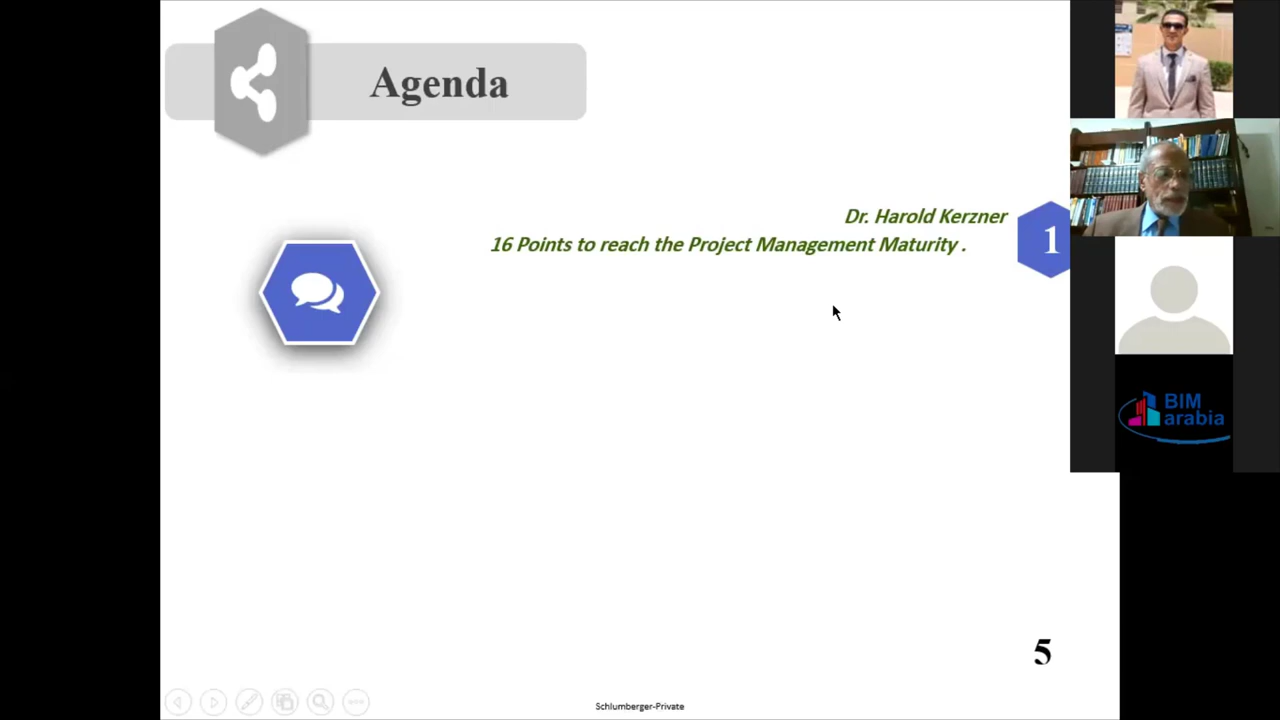 Agenda
Dr. Harold Kerzner
16 Points to reach the Project Management Maturity .
1
BIM
arabia
5
Schlumberger-Private